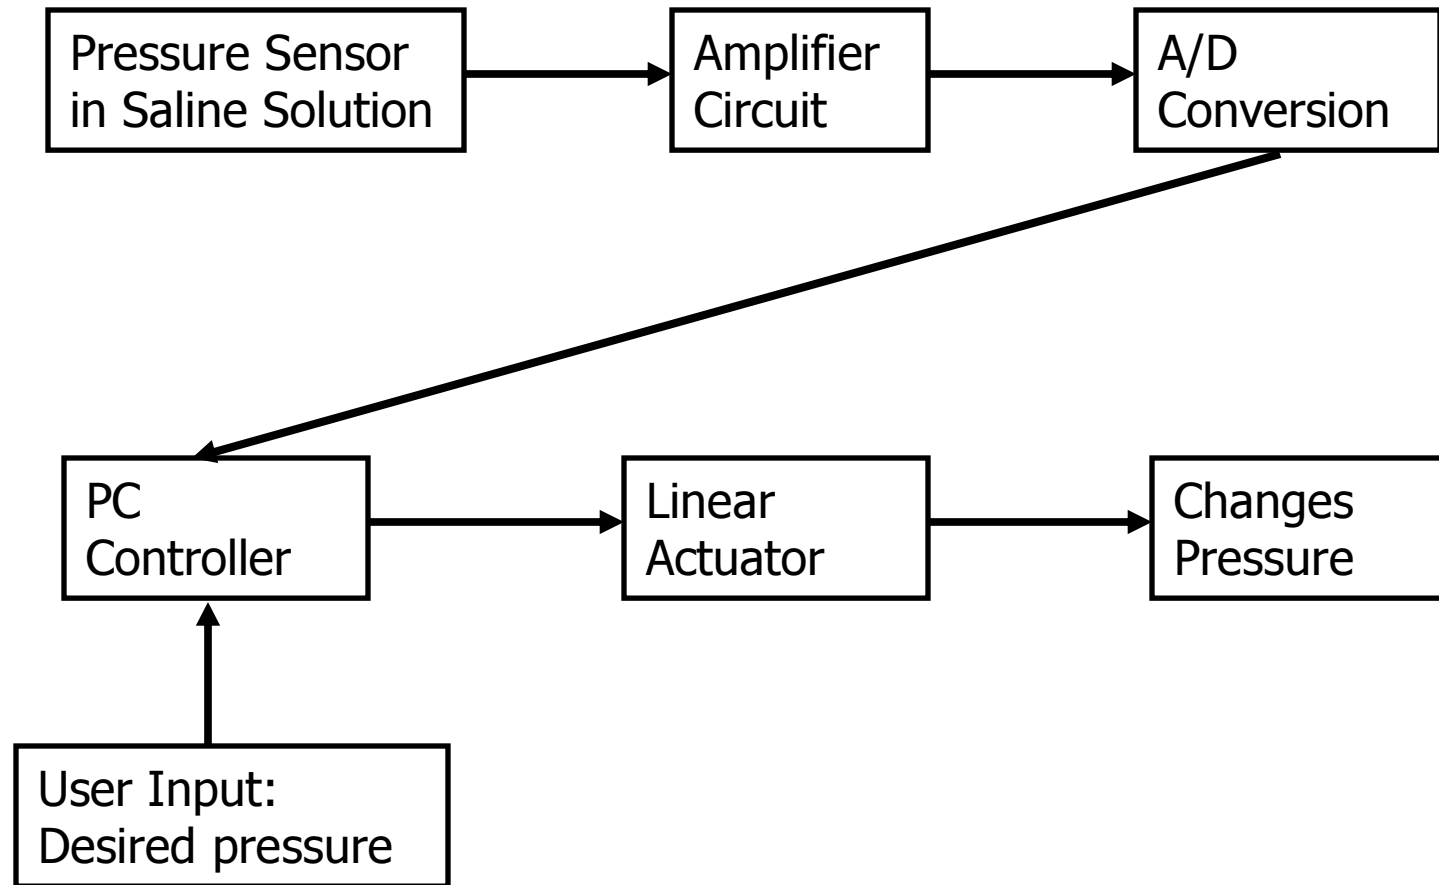 Pressure Sensor
in Saline Solution
Amplifier
Circuit
A/D
Conversion
PC
Controller
Linear
Actuator
Changes
Pressure
User Input:
Desired pressure